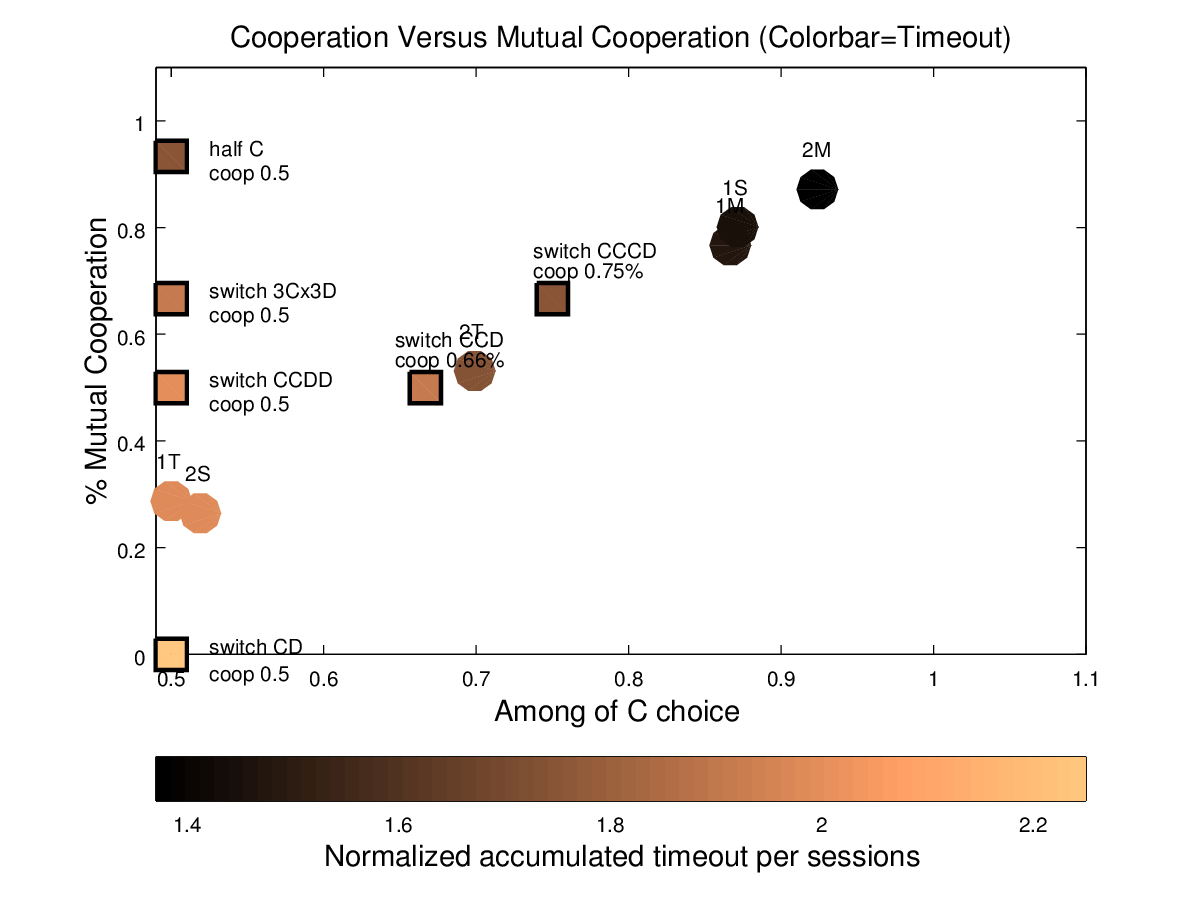 Cooperation Versus Mutual Cooperation (Colorbar=Timeout)
1
0.8
0.6
0.4
0.2
0
% Mutual Cooperation
half C
coop 0.5
2M
1S
1M
switch CCCD
coop 0.75%
switch 3Cx3D
coop 0.5
2T
switch CCD
coop 0.66%
switch CCDD
coop 0.5
1T
2S
switch CD
coop 0.5
0.5
0.6
0.7
0.8
0.9
1
1.1
Among of C choice
1.4
1.6
1.8
2
2.2
Normalized accumulated timeout per sessions